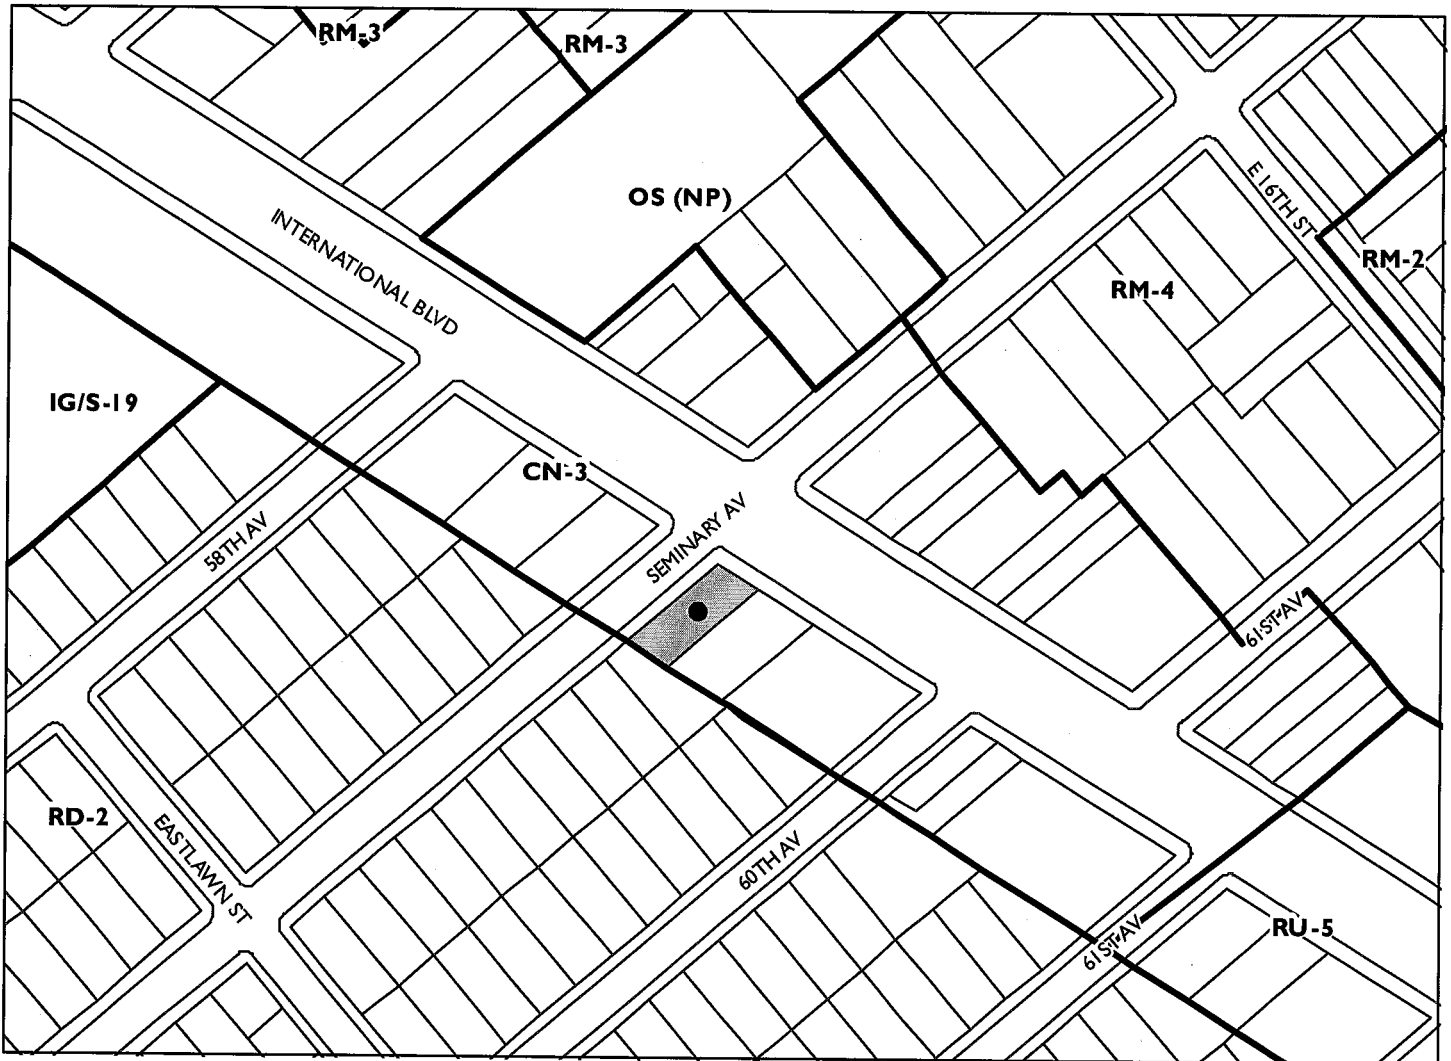 RM-3
RM-3
OS (NP)
E 16TH ST
INTERNATIONAL BLVD
RM-2
RM-4
IG/S-19
CN-3
SEMINARY AV
58TH AV
61ST AV
RD-2
EASTLAWN ST
60TH AV
61ST AV
RU-5